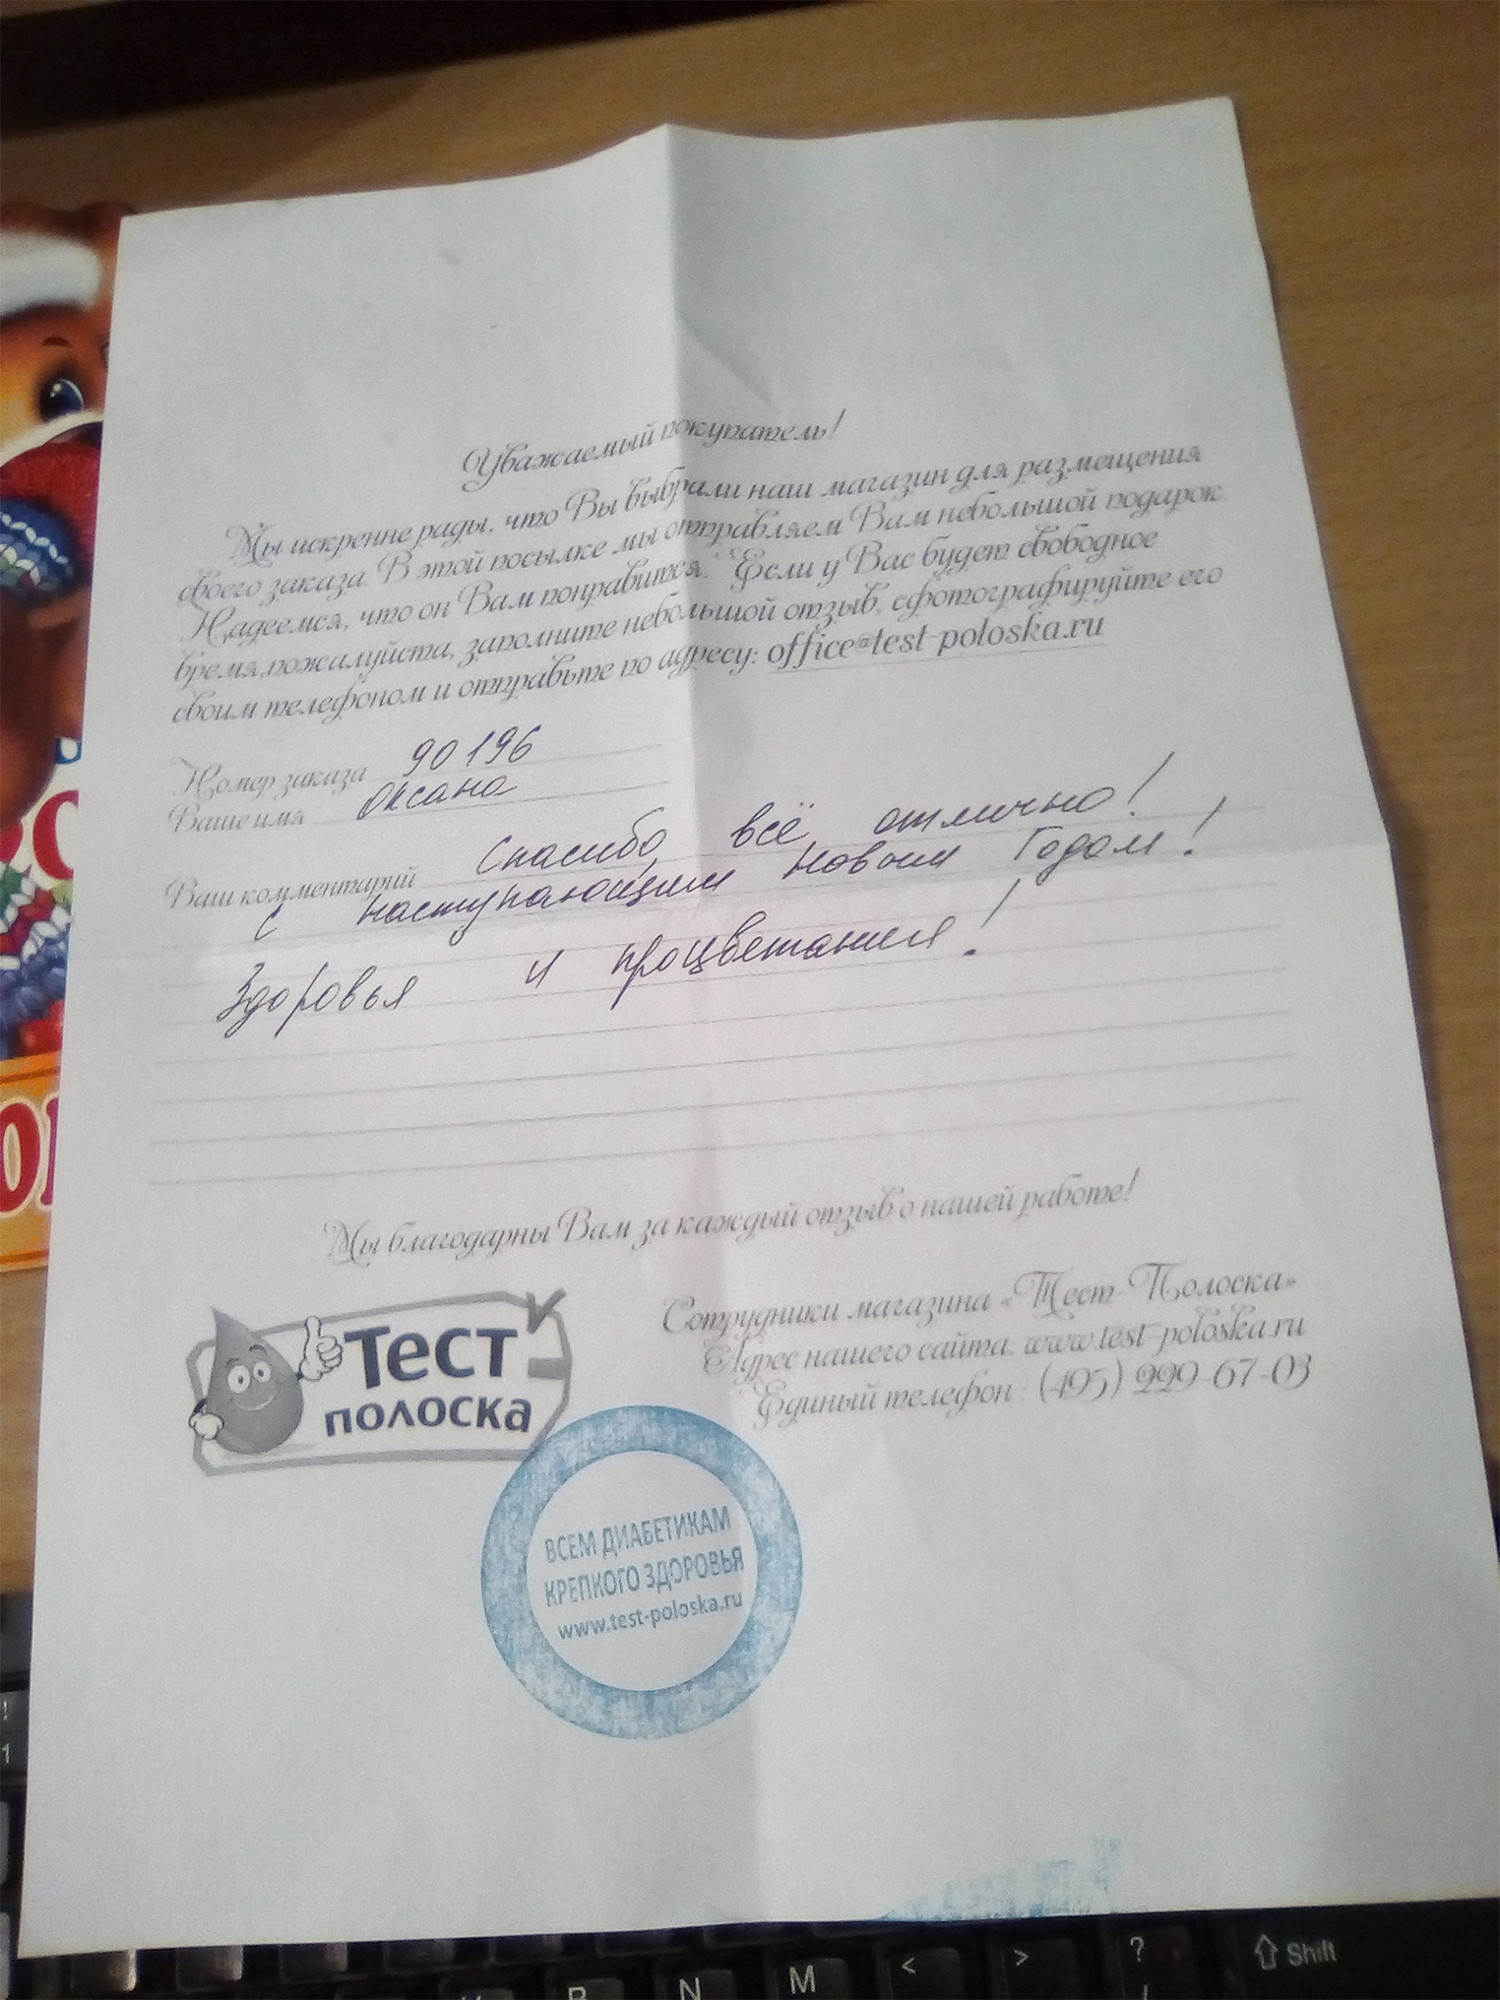 Уважаемый покупатель!
Мы искренне рады, что Вы выбрали наш магазин для размещения
своего заказа. В этой посылке мы отправляем Вам небольшой подарок.
Надеемся, что он Вам понравится. Если у Вас будет свободное
время,пожалуйста, заполните небольшой отзыв, сфотографируйте его
своим телефоном и отправьте по адресу: office@test-poloska.ru
Номер заказа 90196
Ваше имя Оксана
Ваш комментарий Спасибо, всё отлично!
С наступающим Новым Годом!
Здоровья и процветания!
Мы благодарны Вам за каждый отзыв о нашей работе!
Сотрудники магазина «Тест-Полоска»
Адрес нашего сайта: www.test-poloska.ru
Единый телефон: (495) 229-67-03
Тест
полоска
ВСЕМ ДИАБЕТИКАМ
КРЕПКОГО ЗДОРОВЬЯ
www.test-poloska.ru
! 1
N M < > ? / Shift